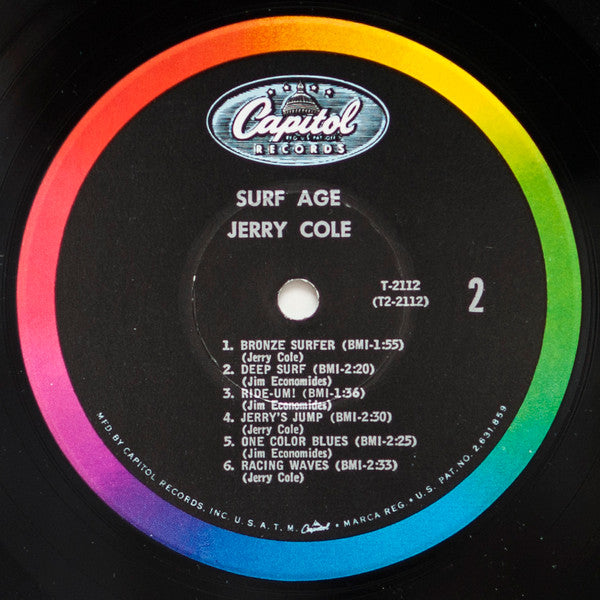 Capitol
REG. U.S. PAT. OFF.
RECORDS
SURF AGE
JERRY COLE
T-2112
(T2-2112)
2
1. BRONZE SURFER (BMI-1:55)
(Jerry Cole)
2. DEEP SURF (BMI-2:20)
(Jim Economides)
3. RIDE-UM! (BMI-1:36)
(Jim Economides)
4. JERRY'S JUMP (BMI-2:30)
(Jerry Cole)
5. ONE COLOR BLUES (BMI-2:25)
(Jim Economides)
6. RACING WAVES (BMI-2:33)
(Jerry Cole)
MFD. BY CAPITOL RECORDS, INC. U.S.A. T.M. Capitol • MARCA REG. • U.S. PAT. NO. 2,631,859